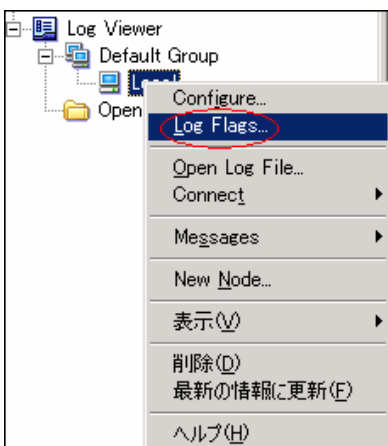 Log Viewer
Default Group
Open
Configure...
Log Flags...
Open Log File...
Connect
Messages
New Node...
表示(V)
削除(D)
最新の情報に更新(F)
ヘルプ(H)